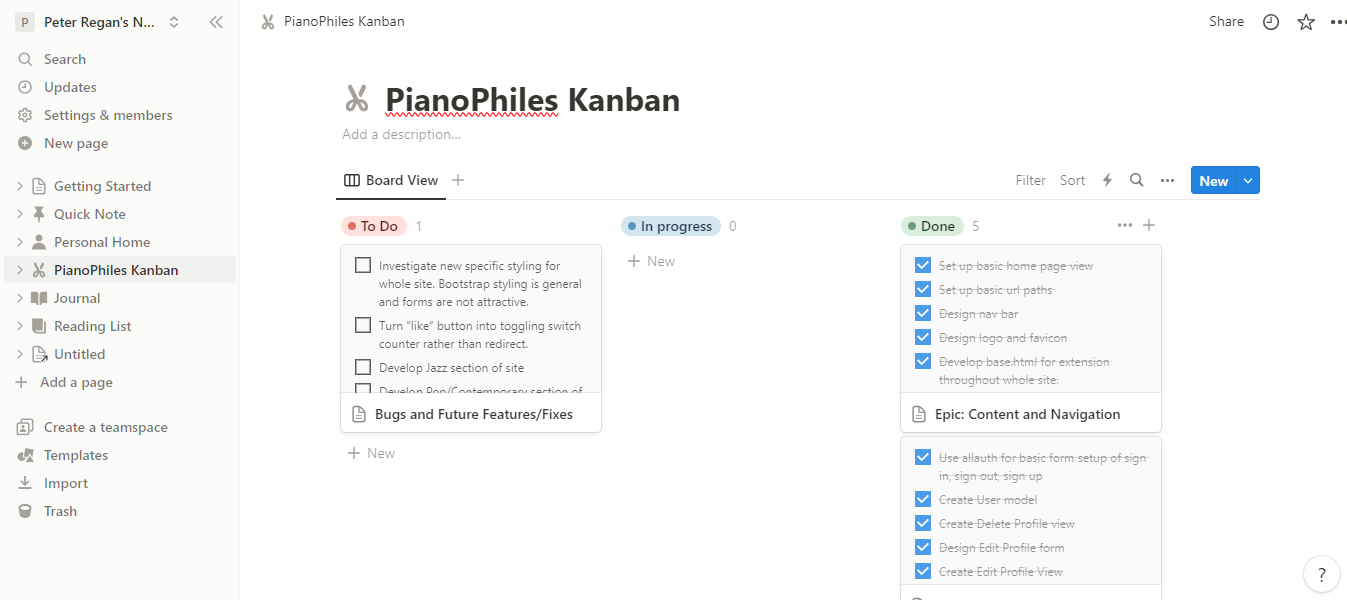 P Peter Regan's N...
Search
Updates
Settings & members
New page
Getting Started
Quick Note
Personal Home
PianoPhiles Kanban
Journal
Reading List
Untitled
Add a page
Create a teamspace
Templates
Import
Trash
PianoPhiles Kanban
Share
PianoPhiles Kanban
Add a description...
Board View
Filter Sort
New
To Do 1
Investigate new specific styling for
whole site. Bootstrap styling is general
and forms are not attractive.
Turn “like” button into toggling switch
counter rather than redirect.
Develop Jazz section of site
Develop Pop/Contemporary section of
Bugs and Future Features/Fixes
New
In progress 0
New
Done 5
Set up basic home page view
Set up basic url paths
Design nav bar
Design logo and favicon
Develop base.html for extension
throughout whole site.
Epic: Content and Navigation
Use allauth for basic form setup of sign
in, sign out, sign up
Create User model
Create Delete Profile view
Design Edit Profile form
Create Edit Profile View
?